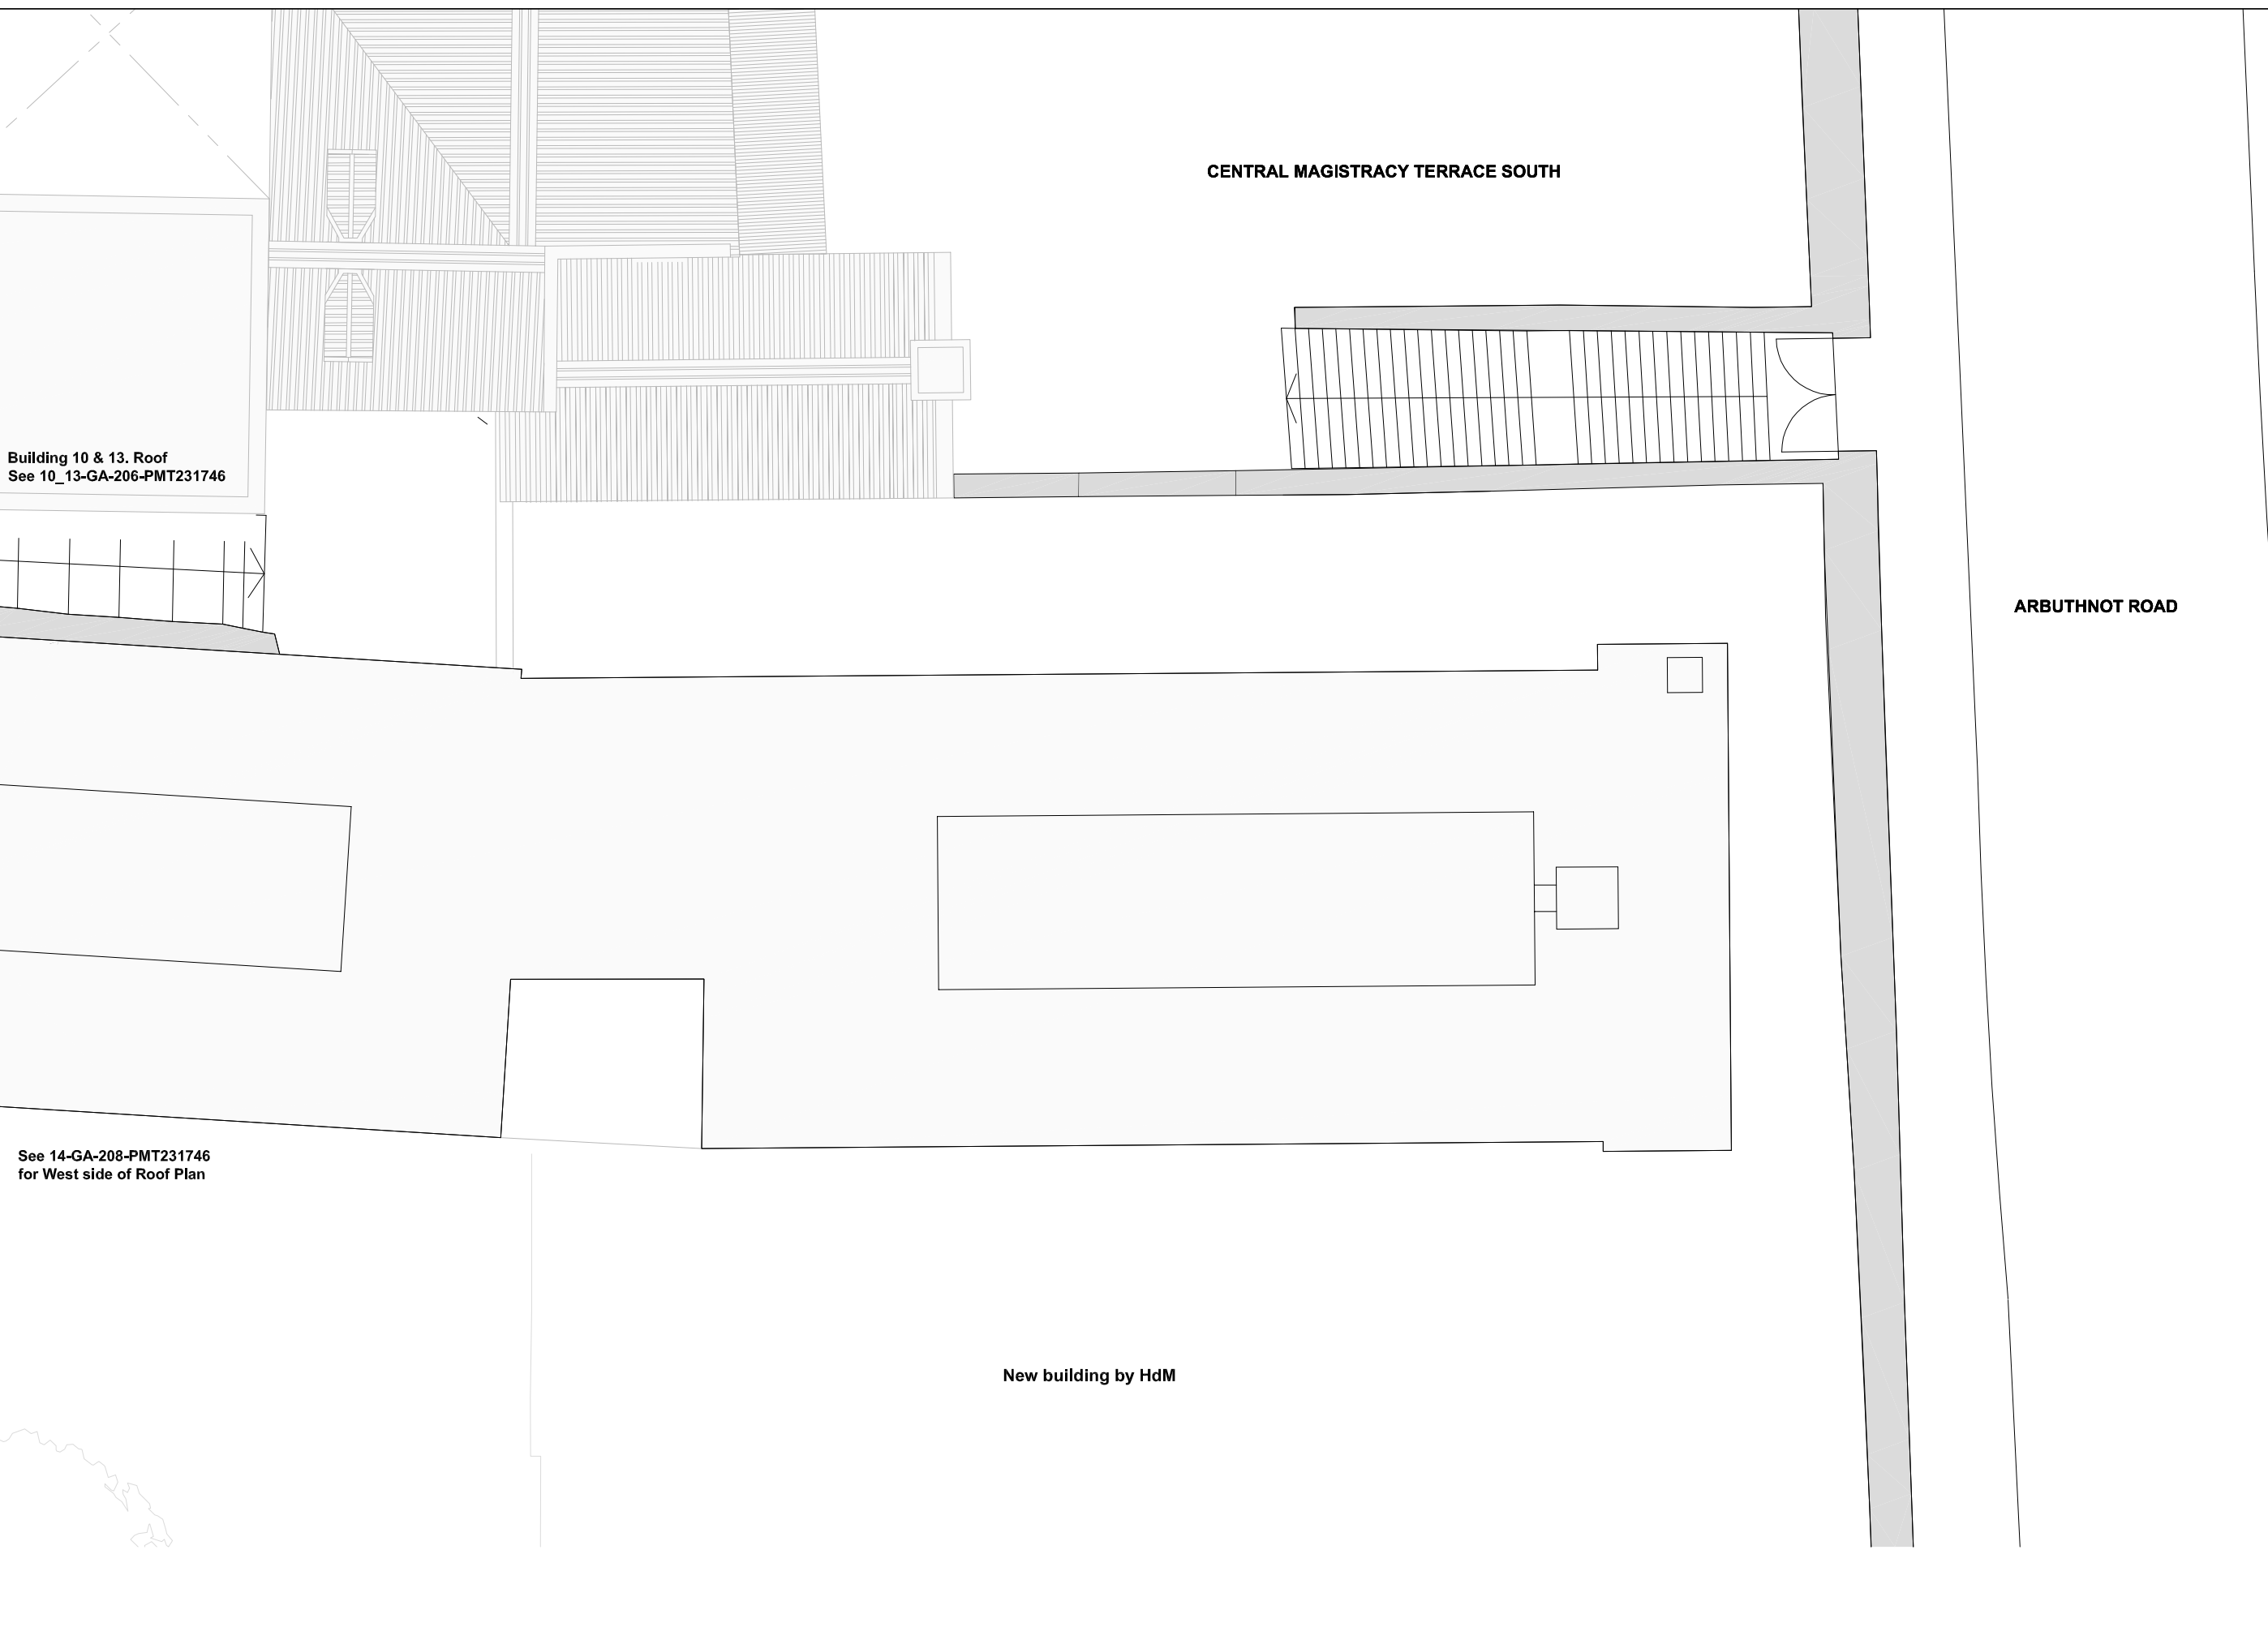 CENTRAL MAGISTRACY TERRACE SOUTH
Building 10 & 13. Roof
See 10_13-GA-206-PMT231746
ARBUTHNOT ROAD
See 14-GA-208-PMT231746
for West side of Roof Plan
New building by HdM